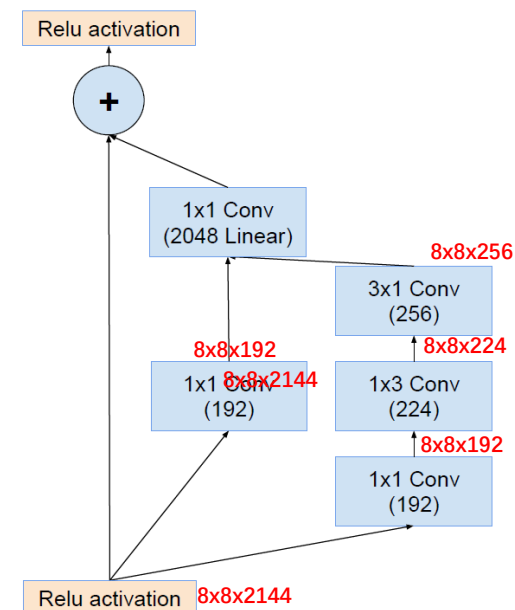 Relu activation
+
1x1 Conv
(2048 Linear)
8x8x256
3x1 Conv
(256)
8x8x192
8x8x224
1x1 Conv
(192)
8x8x2144
1x3 Conv
(224)
8x8x192
1x1 Conv
(192)
Relu activation
8x8x2144